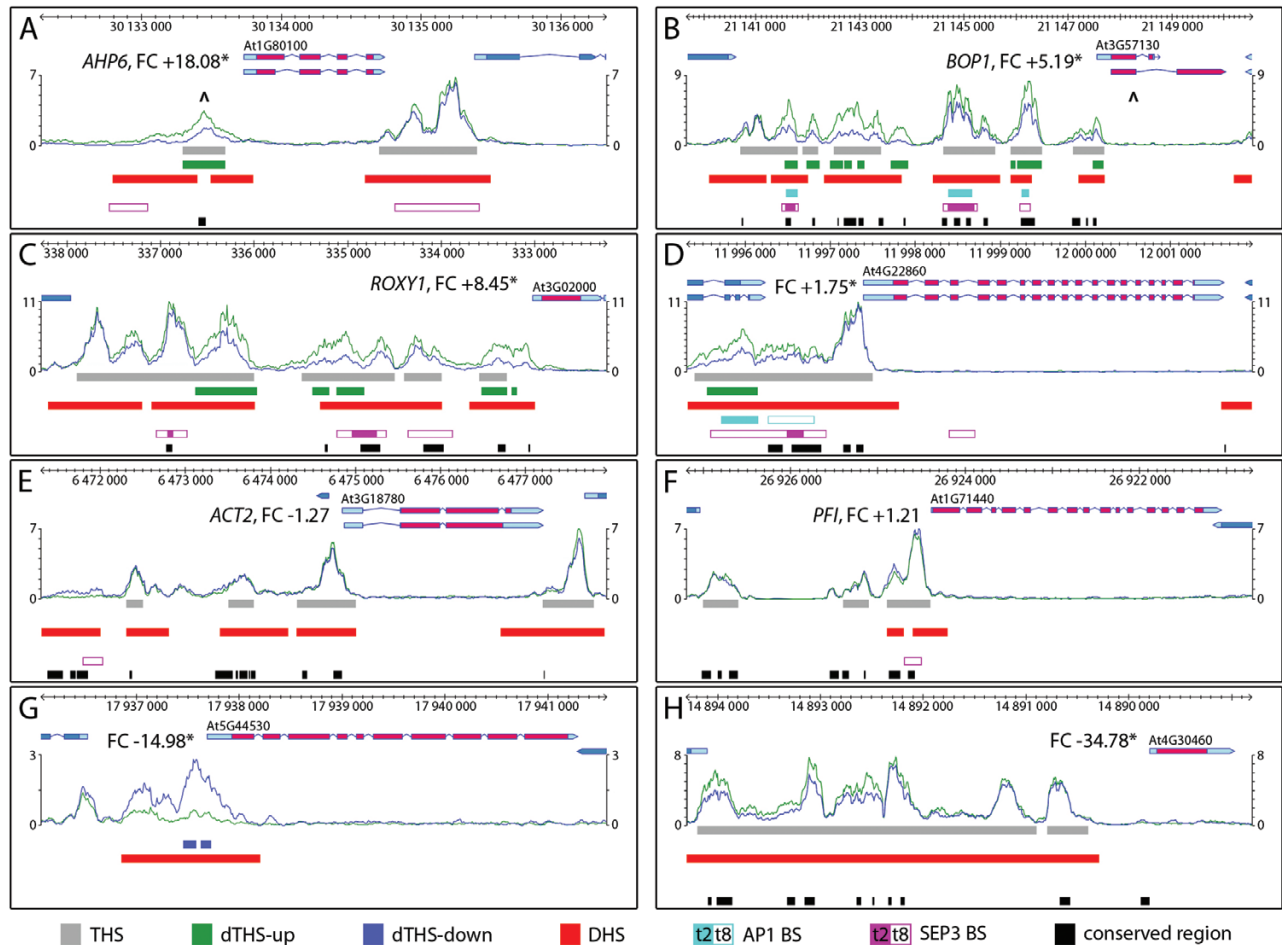 A
30 133 000 30 134 000 30 135 000 30 136 000
At1G80100
AHP6, FC +18.08*
7 7
^
0 0
B
21 141 000 21 143 000 21 145 000 21 147 000 21 149 000
At3G57130
BOP1, FC +5.19*
9 9
^
0 0
C
338 000 337 000 336 000 335 000 334 000 333 000
At3G02000
ROXY1, FC +8.45*
11 11
0 0
D
11 996 000 11 997 000 11 998 000 11 999 000 12 000 000 12 001 000
At4G22860
FC +1.75*
11 11
0 0
E
6 472 000 6 473 000 6 474 000 6 475 000 6 476 000 6 477 000
At3G18780
ACT2, FC -1.27
7 7
0 0
F
26 926 000 26 924 000 26 922 000
At1G71440
PFI, FC +1.21
7 7
0 0
G
17 937 000 17 938 000 17 939 000 17 940 000 17 941 000
At5G44530
FC -14.98*
3 3
0 0
H
14 894 000 14 893 000 14 892 000 14 891 000 14 890 000
At4G30460
FC -34.78*
8 8
0 0
THS dTHS-up dTHS-down DHS t2 t8 AP1 BS t2 t8 SEP3 BS conserved region